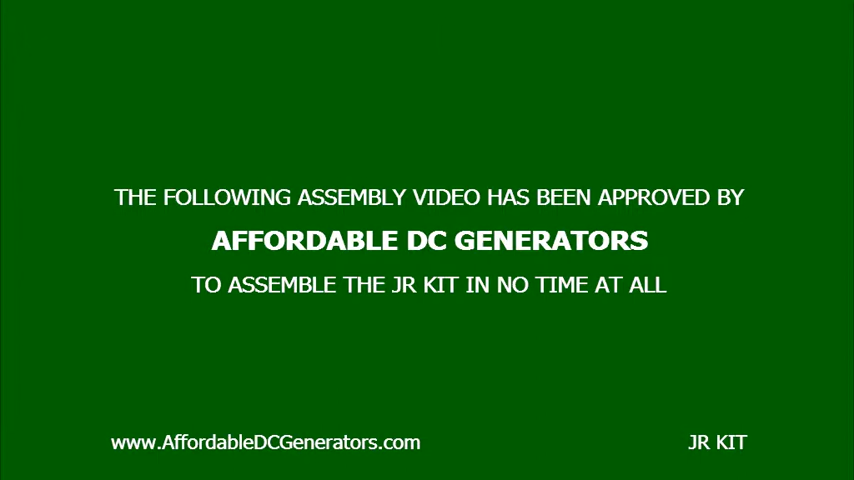 THE FOLLOWING ASSEMBLY VIDEO HAS BEEN APPROVED BY
AFFORDABLE DC GENERATORS
TO ASSEMBLE THE JR KIT IN NO TIME AT ALL
www.AffordableDCGenerators.com
JR KIT